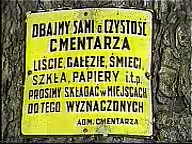 DBAJMY SAMI o CZYSTOŚĆ
CMENTARZA
LIŚCIE, GAŁĘZIE, ŚMIECI,
SZKŁA, PAPIERY i.t.p.
PROSIMY SKŁADAĆ w MIEJSCACH
DO TEGO WYZNACZONYCH
ADM. CMENTARZA